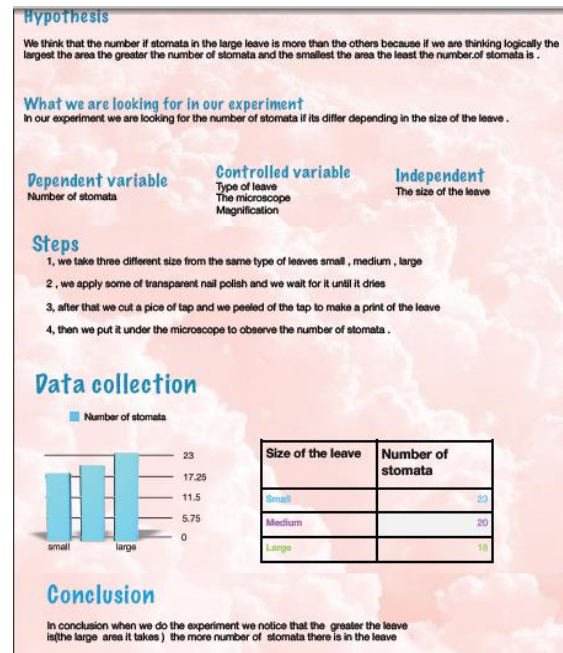 Hypothesis
We think that the number if stomata in the large leave is more than the others because if we are thinking logically the
largest the area the greater the number of stomata and the smallest the area the least the number.of stomata is .
What we are looking for in our experiment
In our experiment we are looking for the number of stomata if its differ depending in the size of the leave .
Dependent variable
Number of stomata
Controlled variable
Type of leave
The microscope
Magnification
Independent
The size of the leave
Steps
1, we take three different size from the same type of leaves small , medium , large
2 , we apply some of transparent nail polish and we wait for it until it dries
3, after that we cut a pice of tap and we peeled of the tap to make a print of the leave
4, then we put it under the microscope to observe the number of stomata .
Data collection
Number of stomata
23
17.25
11.5
5.75
0
small large
Size of the leave Number of
stomata
Small 23
Medium 20
Large 18
Conclusion
In conclusion when we do the experiment we notice that the greater the leave
is(the large area it takes ) the more number of stomata there is in the leave